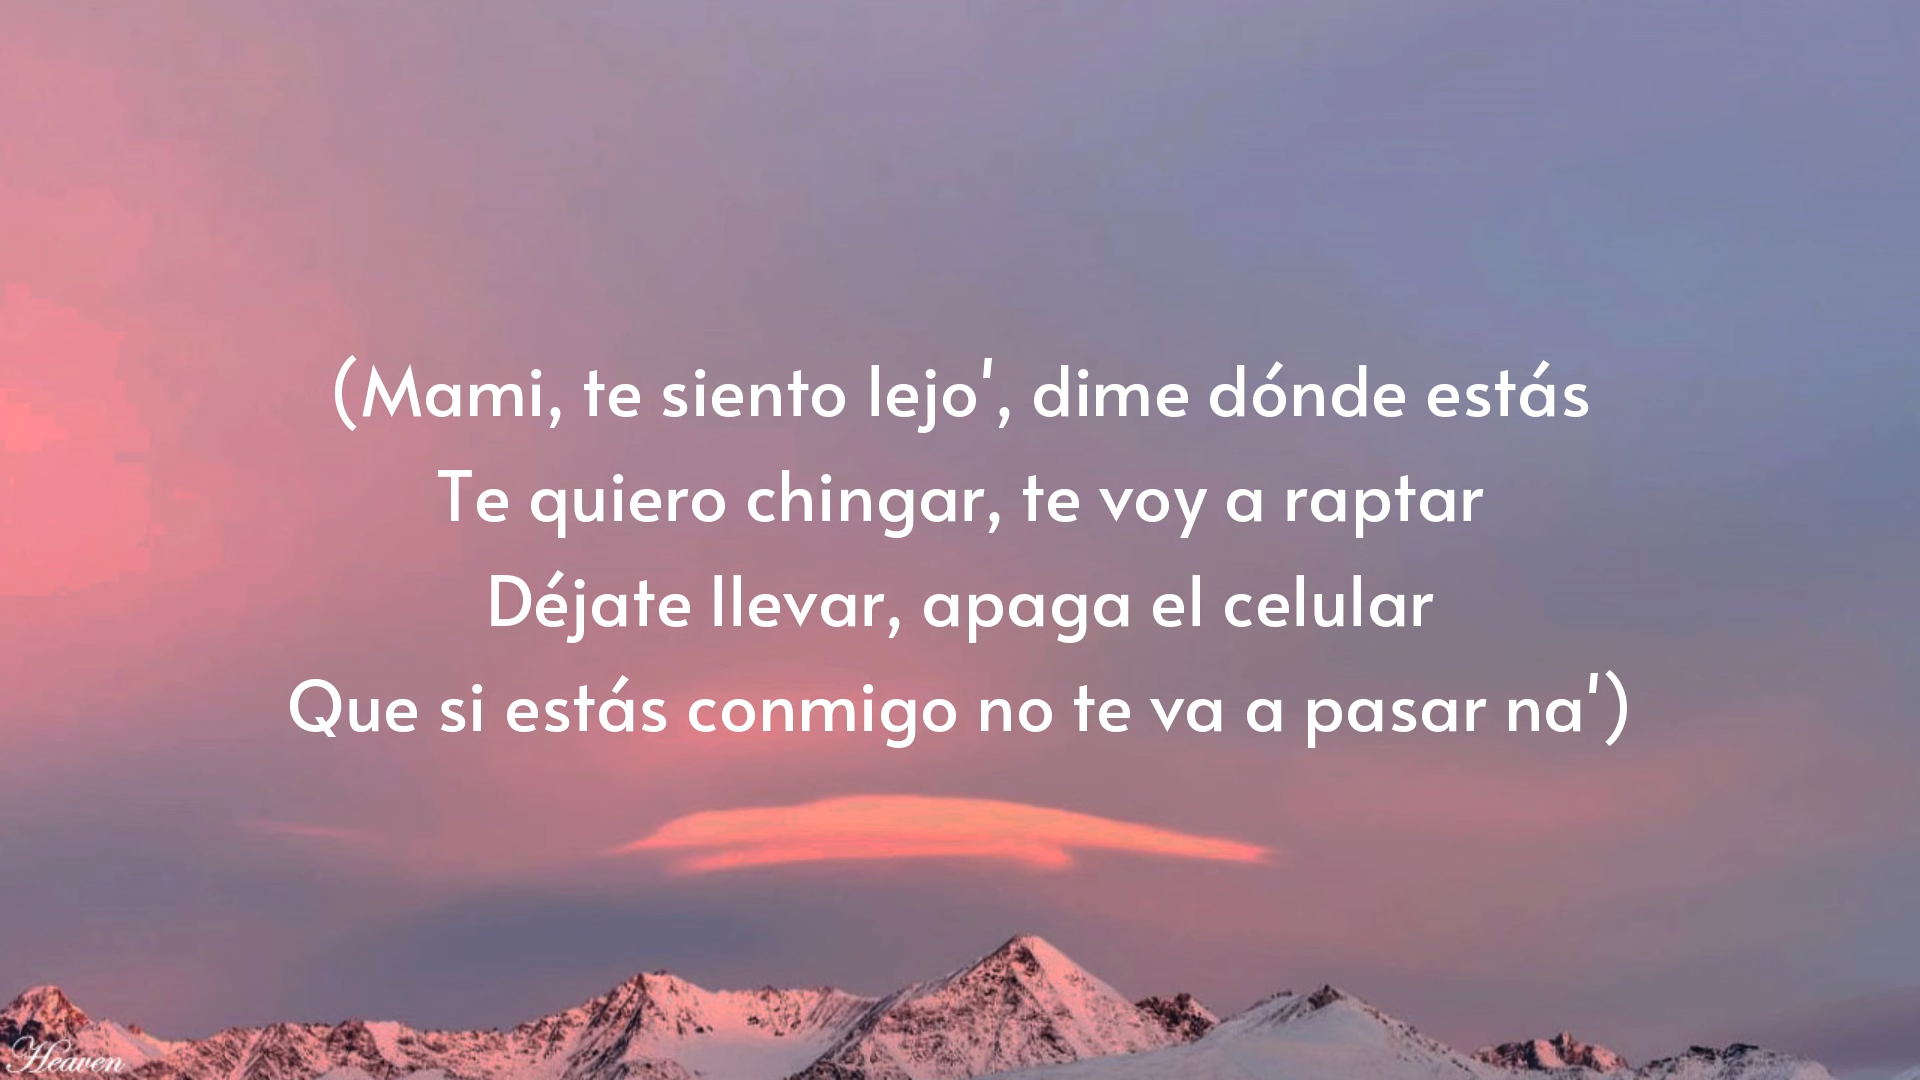 (Mami, te siento lejo', dime dónde estás
Te quiero chingar, te voy a raptar
Déjate llevar, apaga el celular
Que si estás conmigo no te va a pasar na')
Heaven